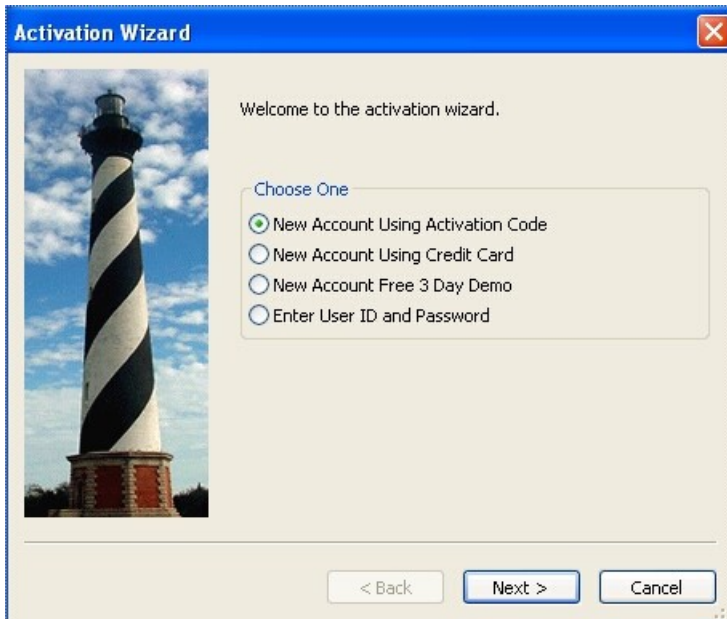 Activation Wizard
Welcome to the activation wizard.
Choose One
New Account Using Activation Code
New Account Using Credit Card
New Account Free 3 Day Demo
Enter User ID and Password
< Back
Next >
Cancel